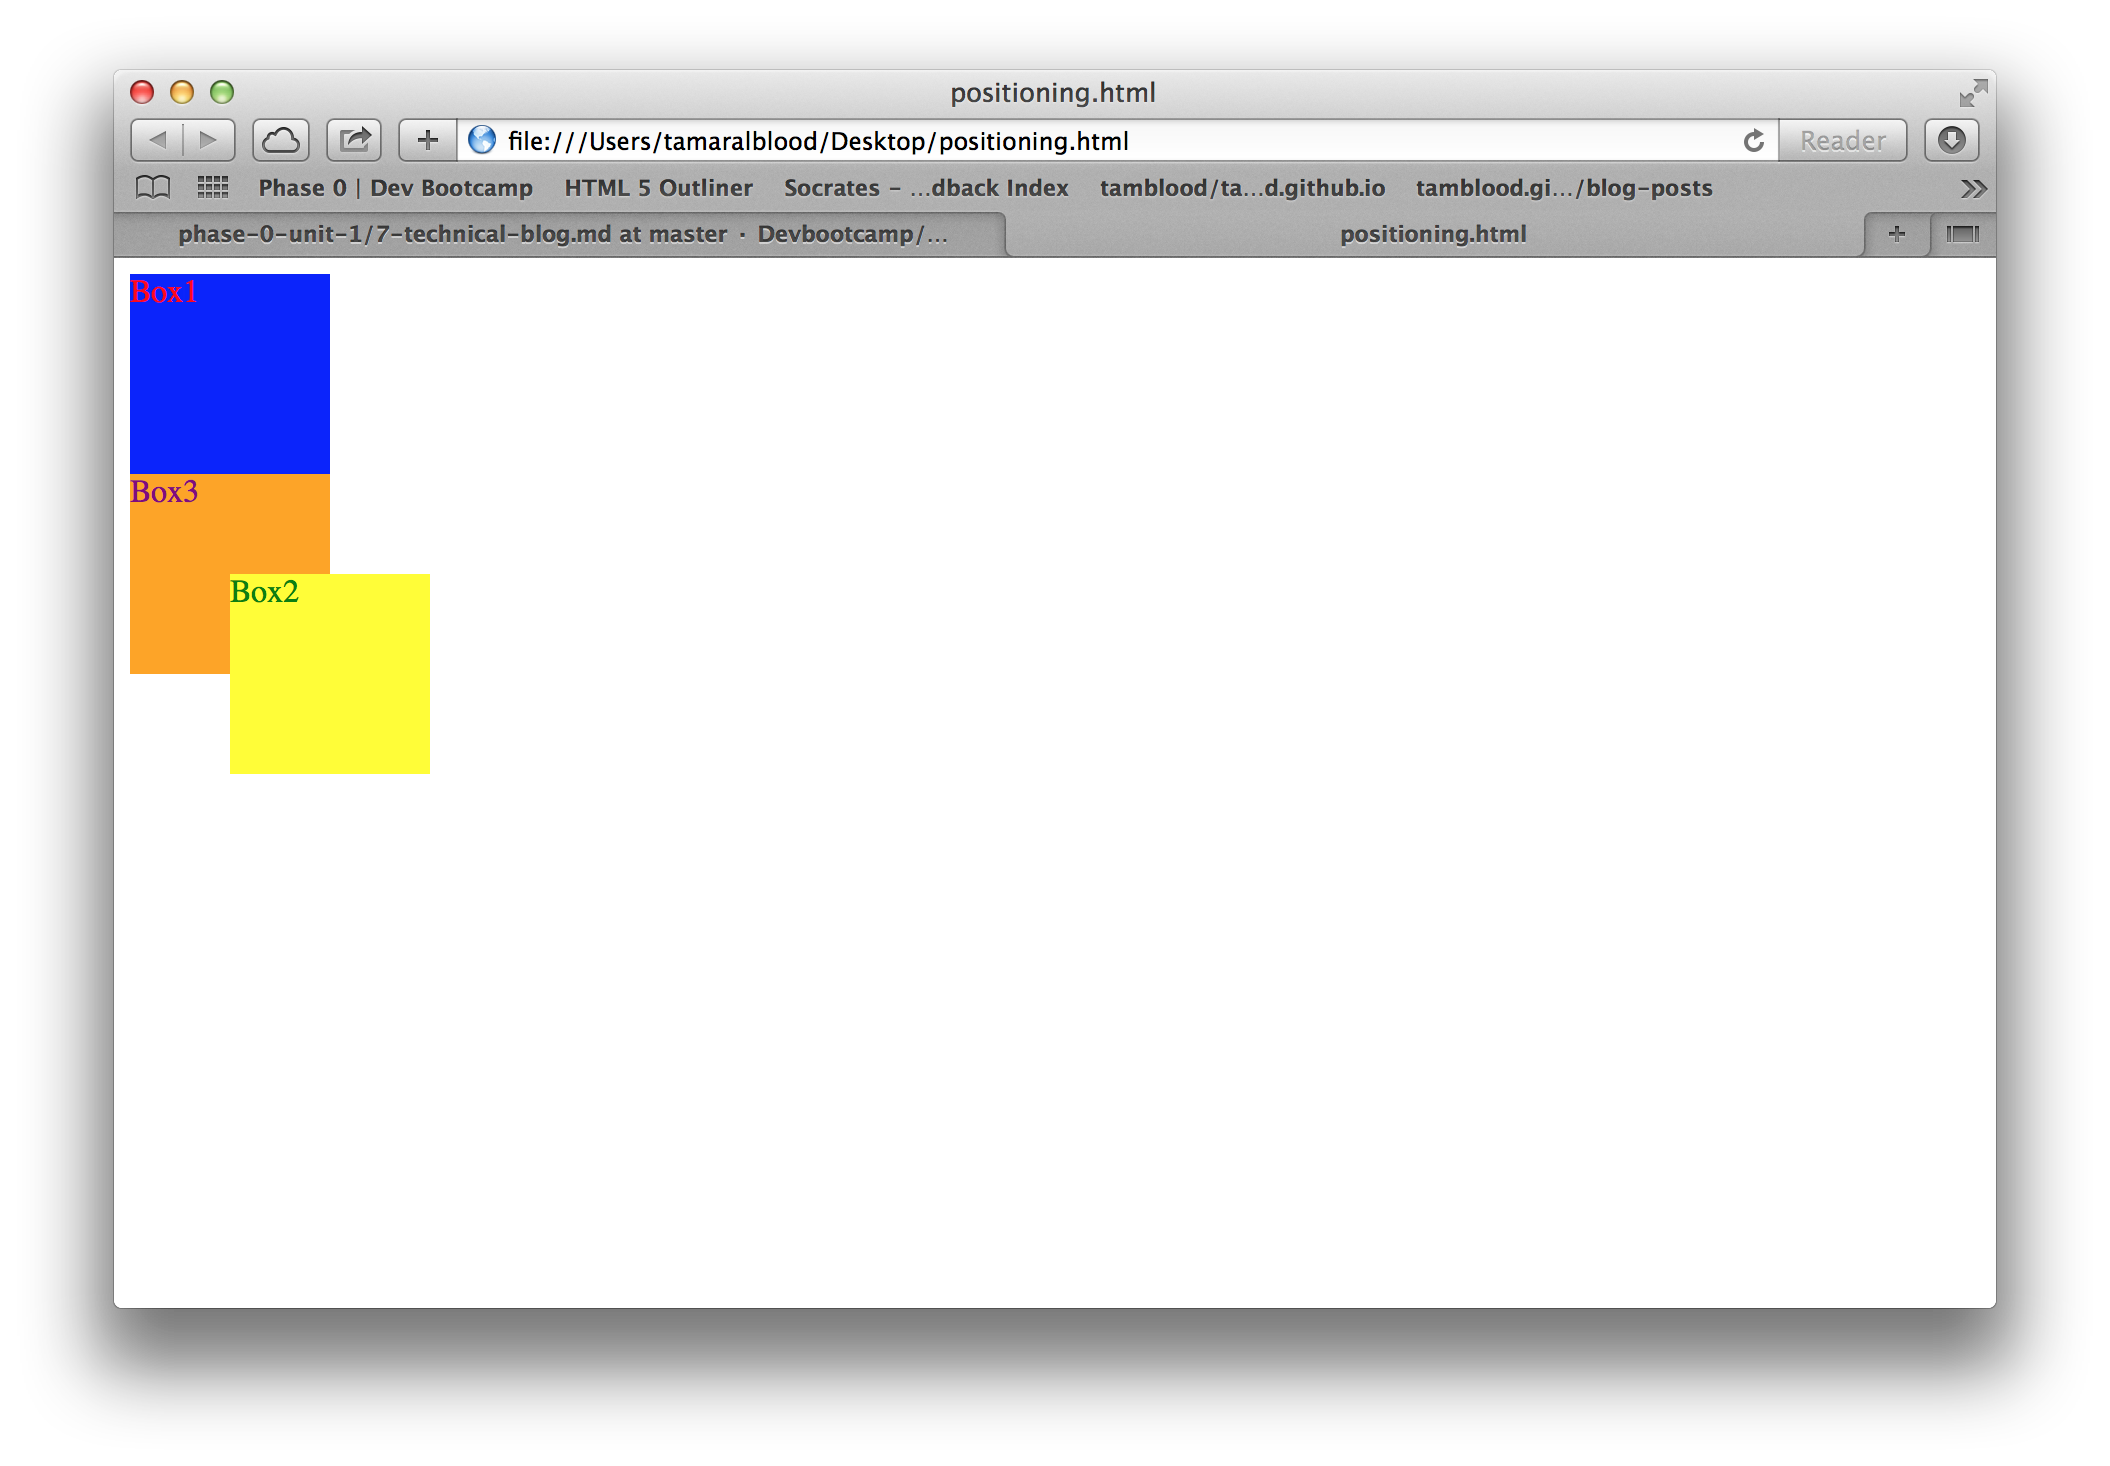 positioning.html
file:///Users/tamaralblood/Desktop/positioning.html
Reader
Phase 0 | Dev Bootcamp HTML 5 Outliner Socrates – ...dback Index tamblood/ta...d.github.io tamblood.gi.../blog-posts
phase-0-unit-1/7-technical-blog.md at master · Devbootcamp/... positioning.html
Box1
Box3
Box2